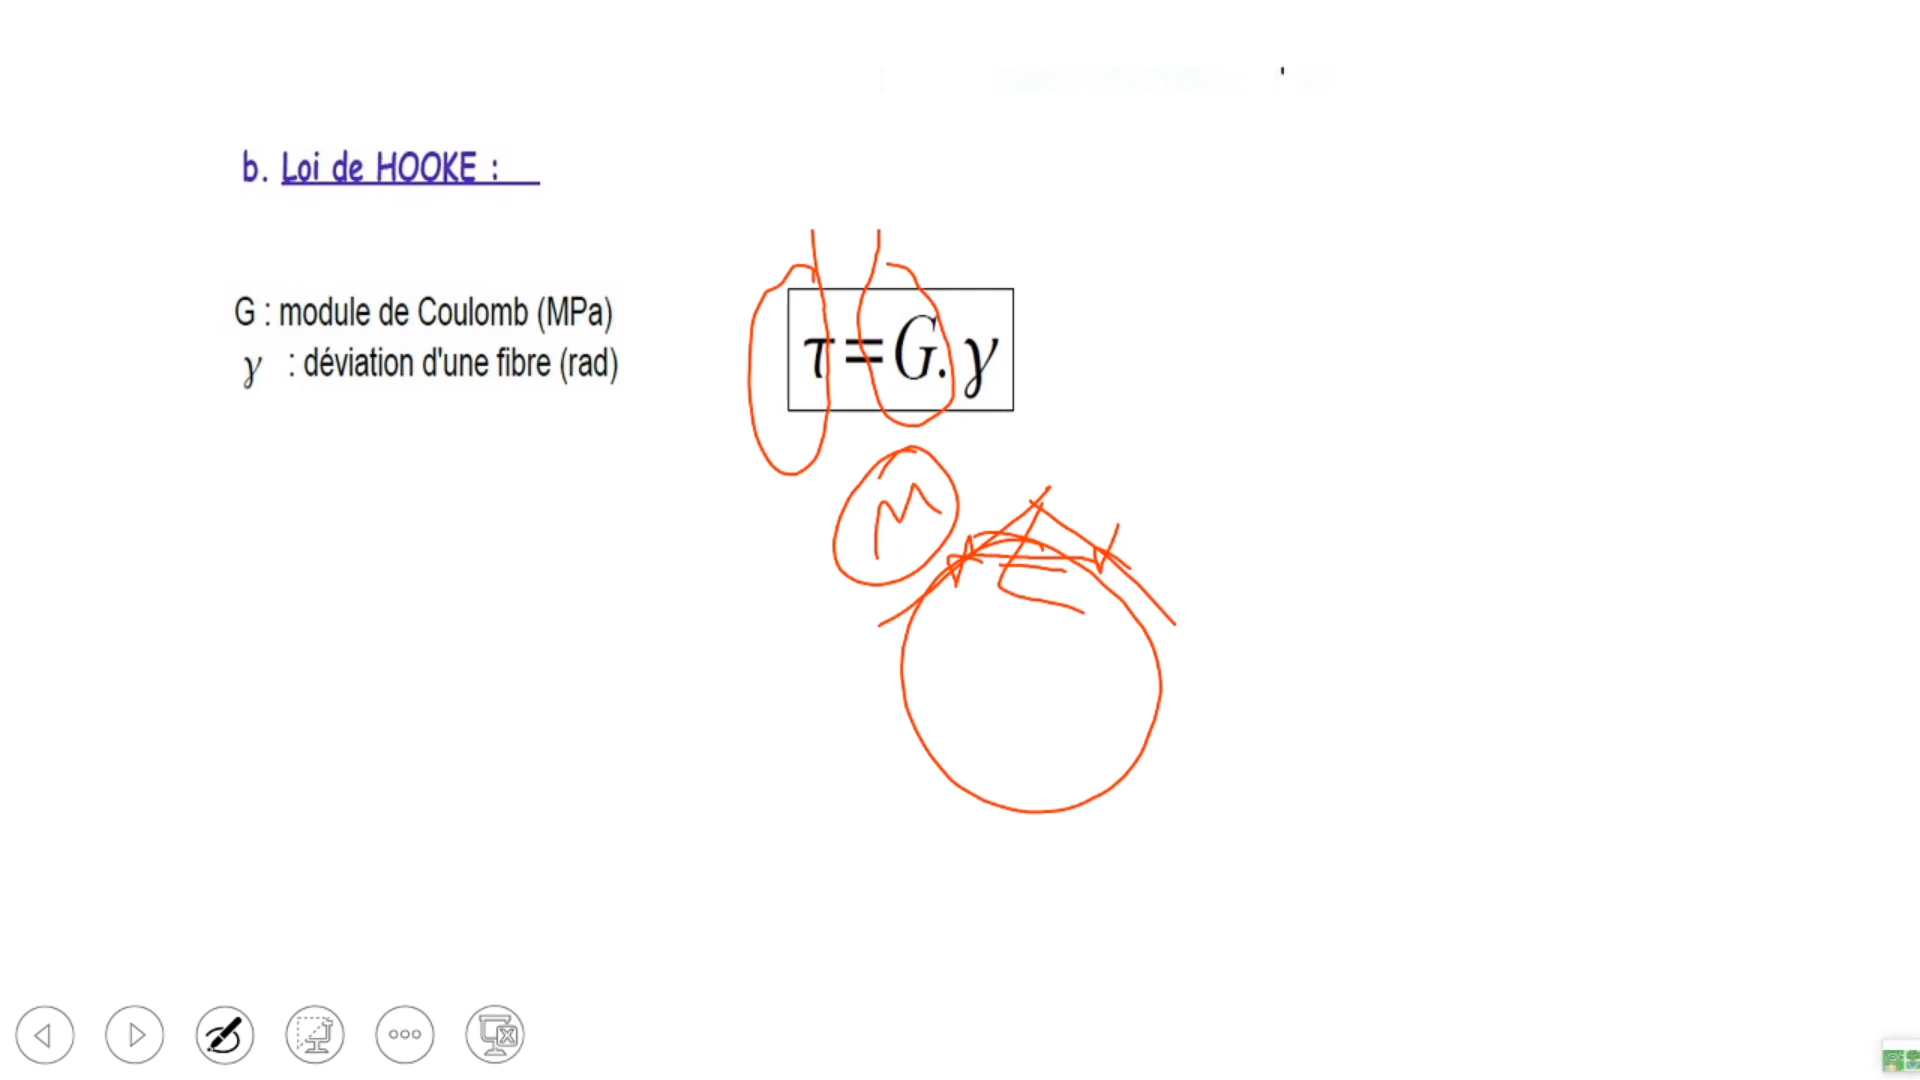 b. Loi de HOOKE :
G : module de Coulomb (MPa)
γ : déviation d'une fibre (rad)
τ = G. γ
M